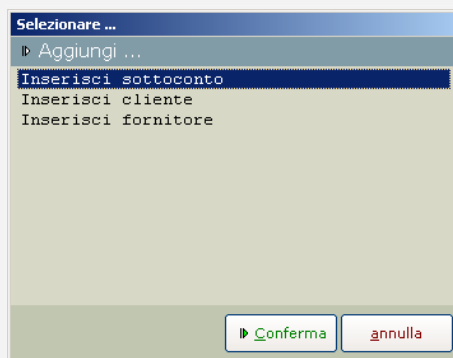 Selezionare ...
Aggiungi ...
Inserisci sottoconto
Inserisci cliente
Inserisci fornitore
Conferma
annulla